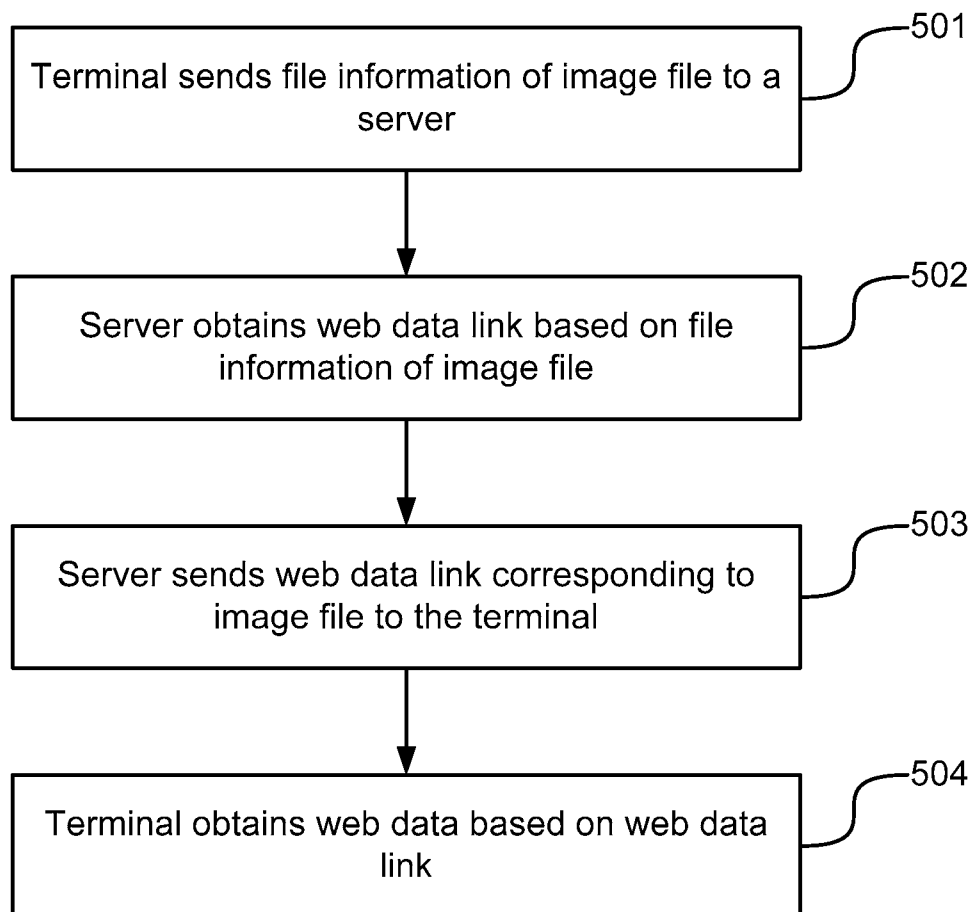 501
Terminal sends file information of image file to a
server
502
Server obtains web data link based on file
information of image file
503
Server sends web data link corresponding to
image file to the terminal
504
Terminal obtains web data based on web data
link